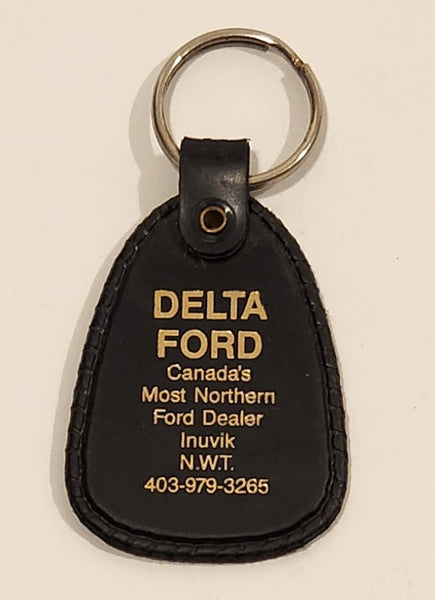 DELTA
FORD
Canada's
Most Northern
Ford Dealer
Inuvik
N.W.T.
403-979-3265